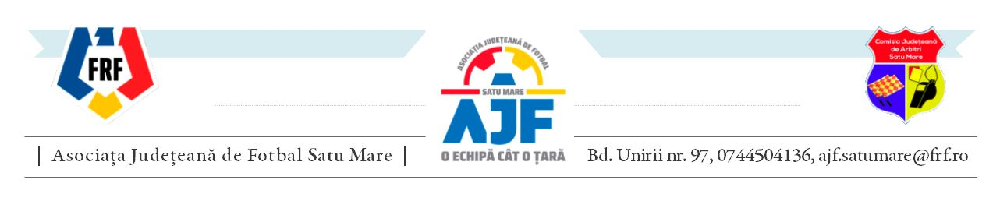 FRF
ASOCIAȚIA JUDEȚEANĂ DE FOTBAL
SATU MARE
AJF
O ECHIPĂ CÂT O ȚARĂ
Comisia Județeană
de Arbitri
Satu Mare
| Asociața Județeană de Fotbal Satu Mare |
Bd. Unirii nr. 97, 0744504136, ajf.satumare@frf.ro